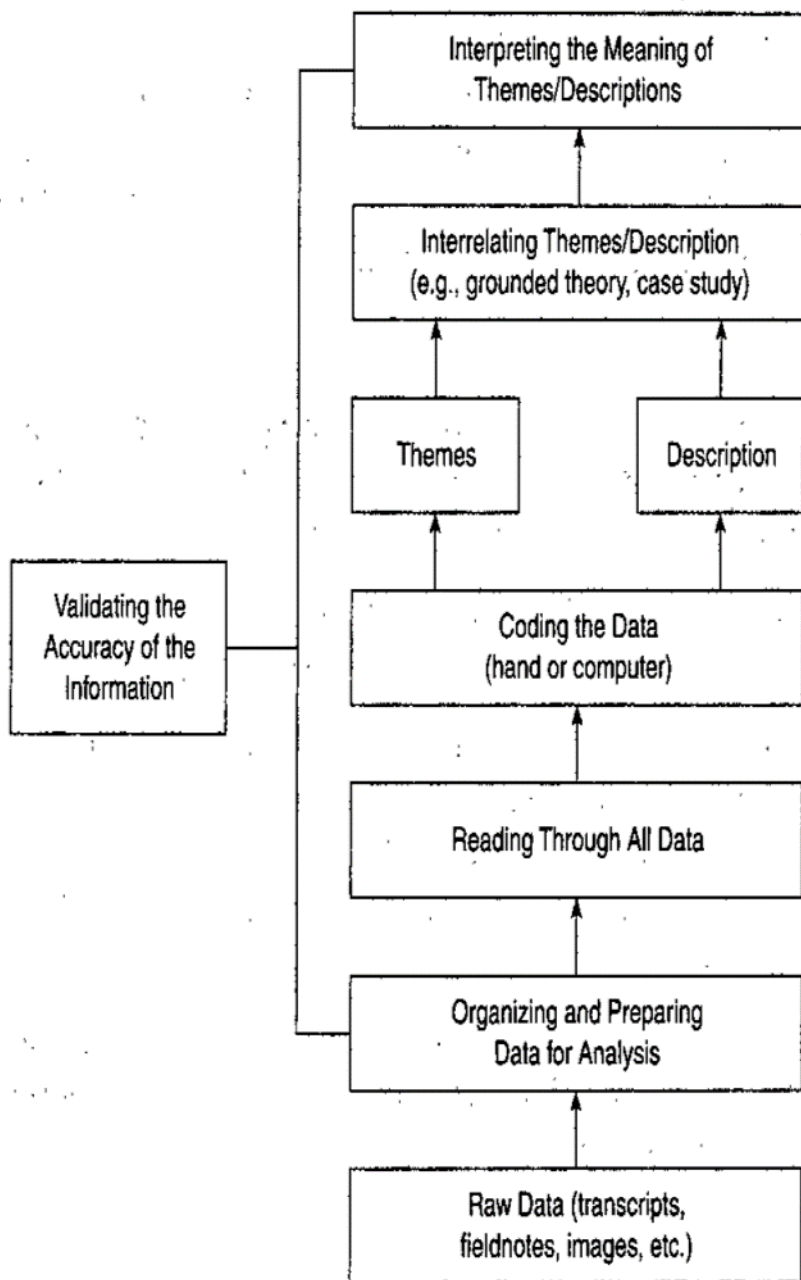 Interpreting the Meaning of
Themes/Descriptions
Interrelating Themes/Description
(e.g., grounded theory, case study)
Themes
Description
Validating the
Accuracy of the
Information
Coding the Data
(hand or computer)
Reading Through All Data
Organizing and Preparing
Data for Analysis
Raw Data (transcripts,
fieldnotes, images, etc.)